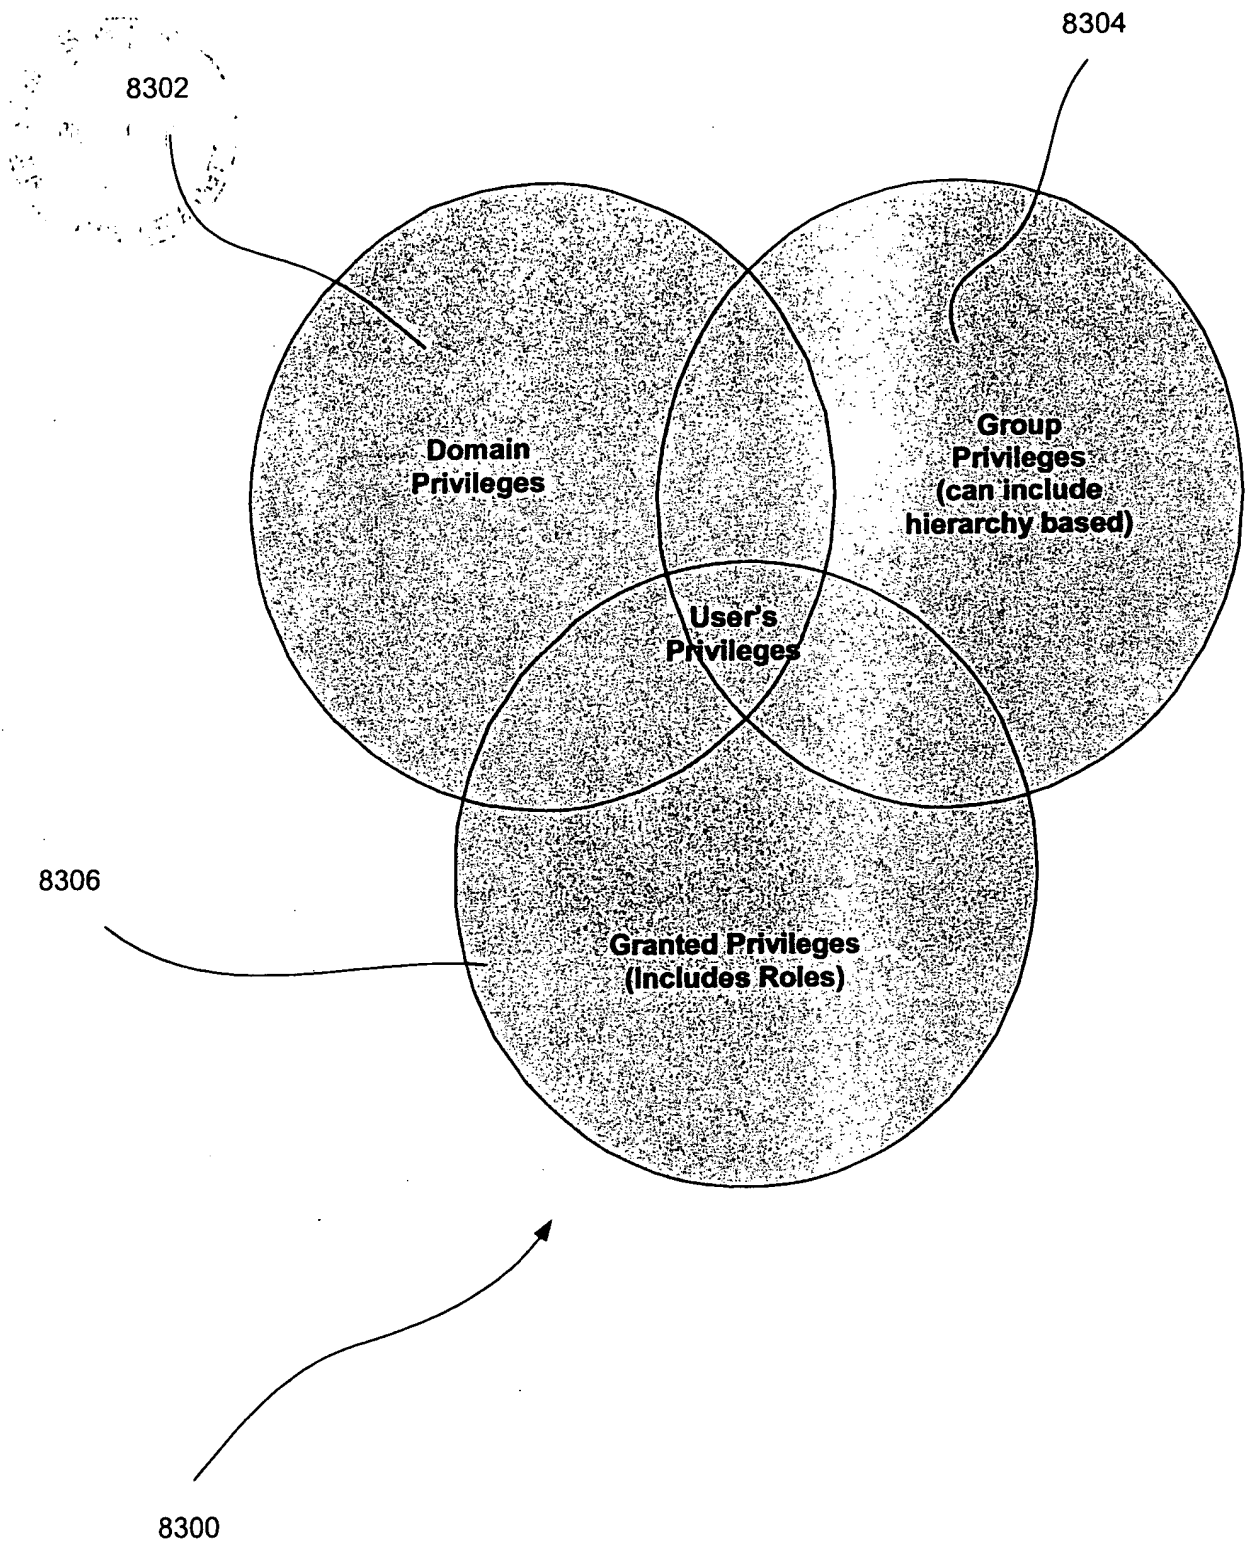 8304
8302
Domain
Privileges
Group
Privileges
(can include
hierarchy based)
User's
Privileges
8306
Granted Privileges
(Includes Roles)
8300